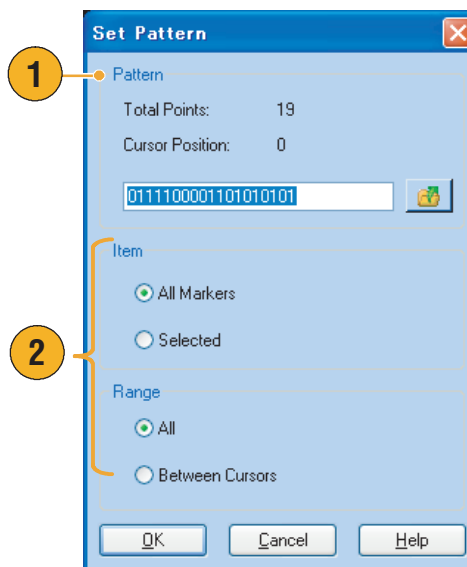 Set Pattern
1
Pattern
Total Points: 19
Cursor Position: 0
0111100001101010101
2
Item
All Markers
Selected
Range
All
Between Cursors
OK Cancel Help